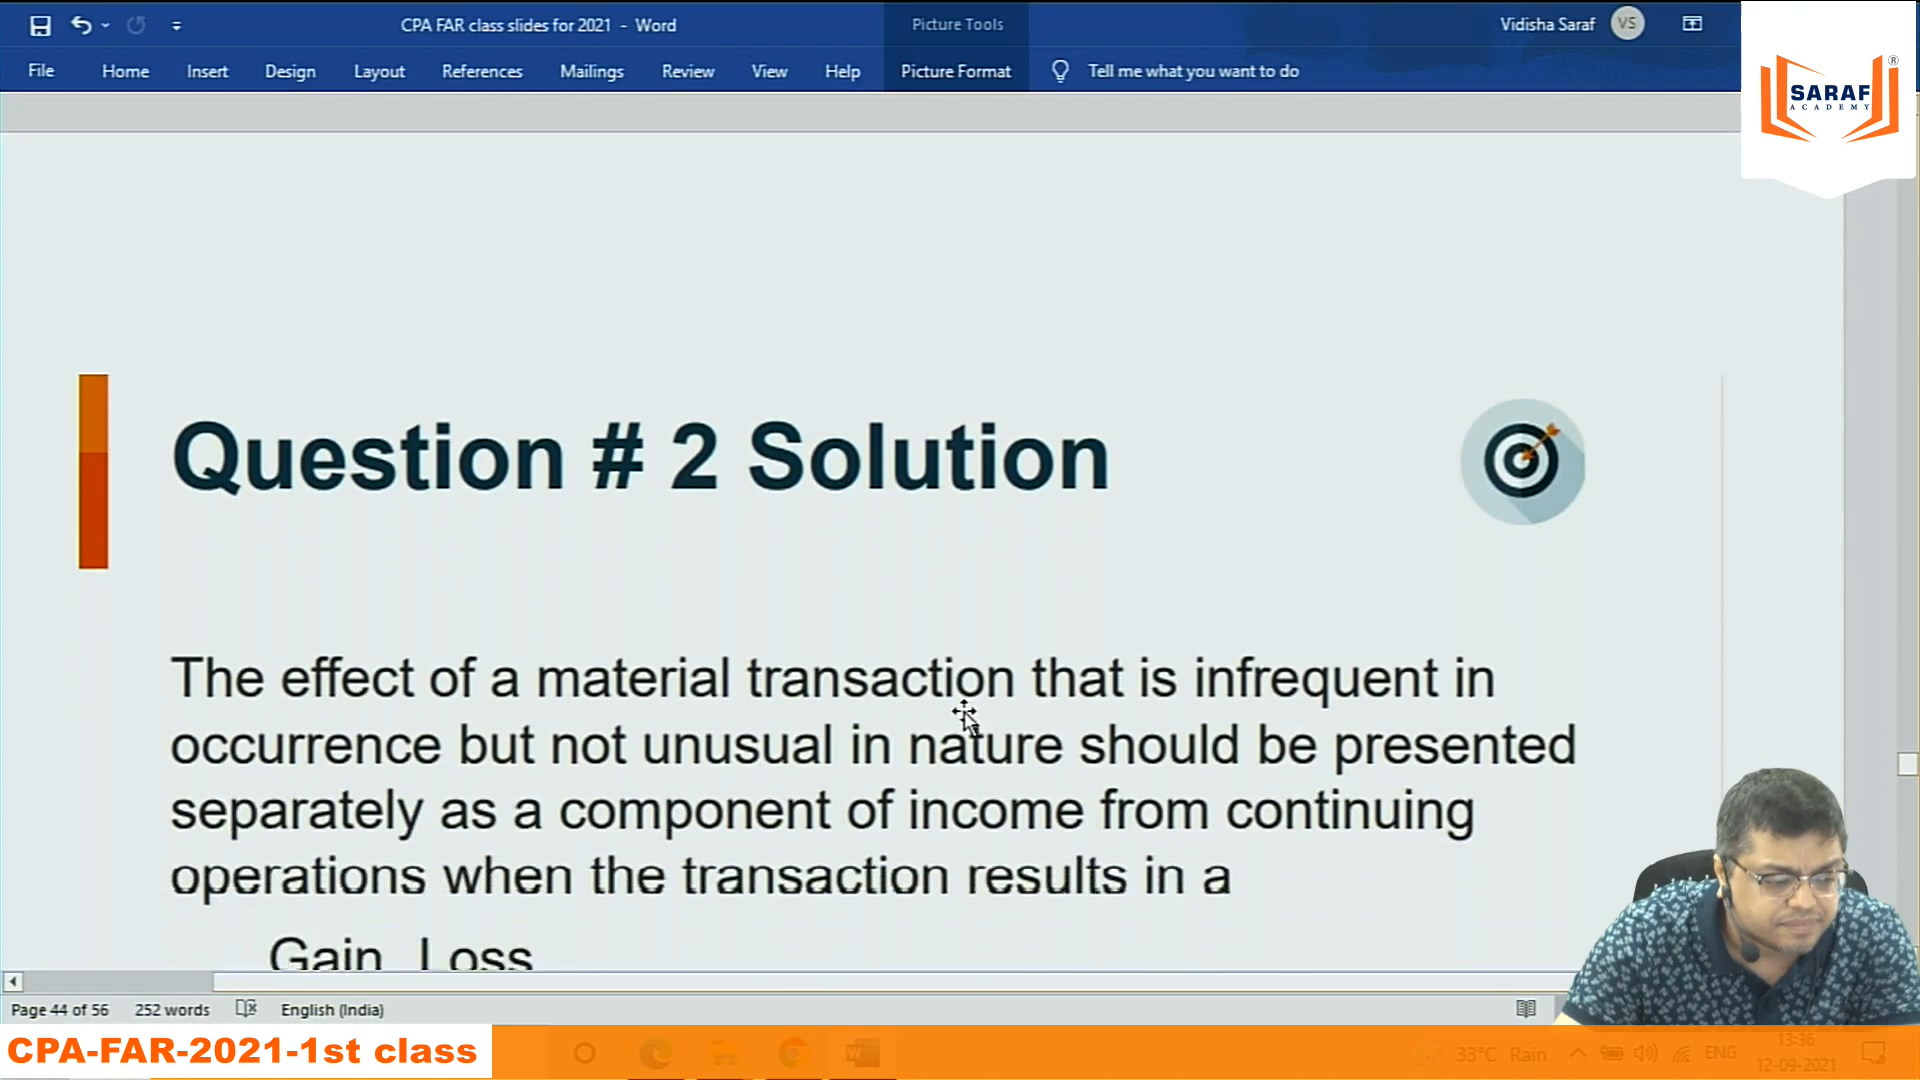 CPA FAR class slides for 2021 - Word
Picture Tools
Vidisha Saraf
VS
File
Home
Insert
Design
Layout
References
Mailings
Review
View
Help
Picture Format
Tell me what you want to do
SARAF
ACADEMY
®
Question # 2 Solution
The effect of a material transaction that is infrequent in
occurrence but not unusual in nature should be presented
separately as a component of income from continuing
operations when the transaction results in a
Gain Loss
Page 44 of 56
252 words
English (India)
CPA-FAR-2021-1st class
33°C Rain
ENG
13:36
12-09-2021